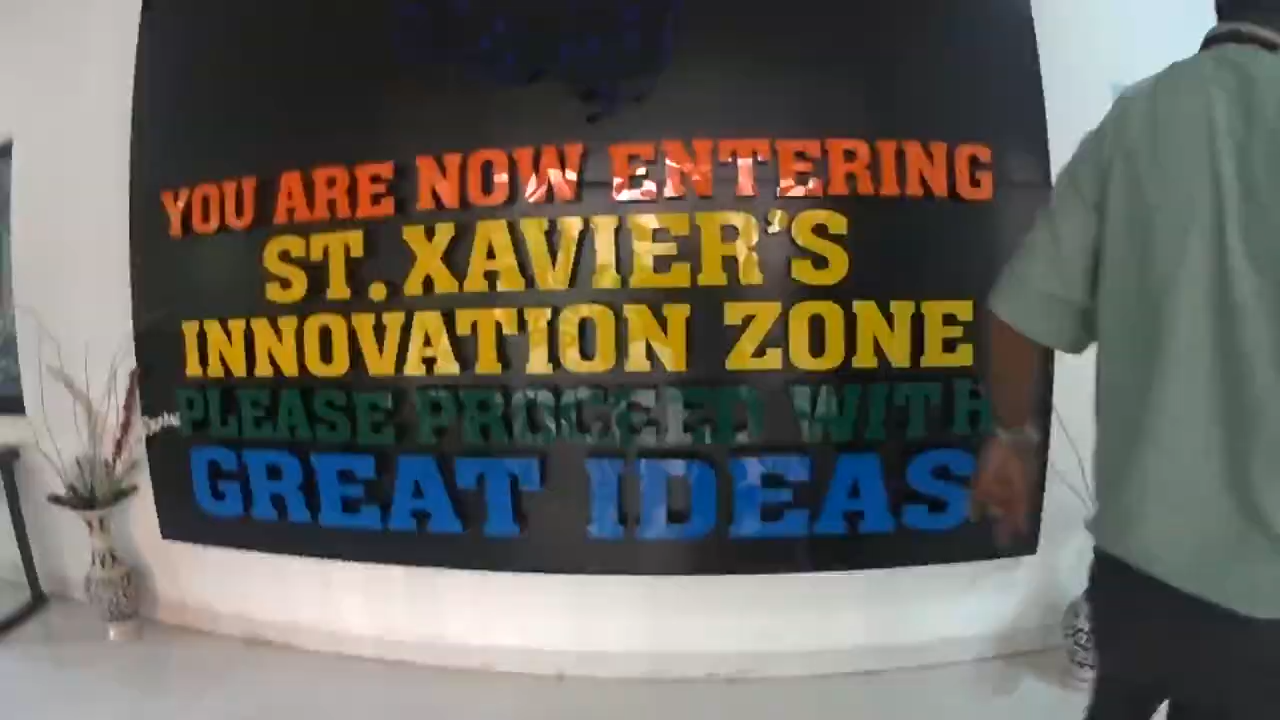 YOU ARE NOW ENTERING
ST. XAVIER'S
INNOVATION ZONE
PLEASE PROCEED WITH
GREAT IDEAS